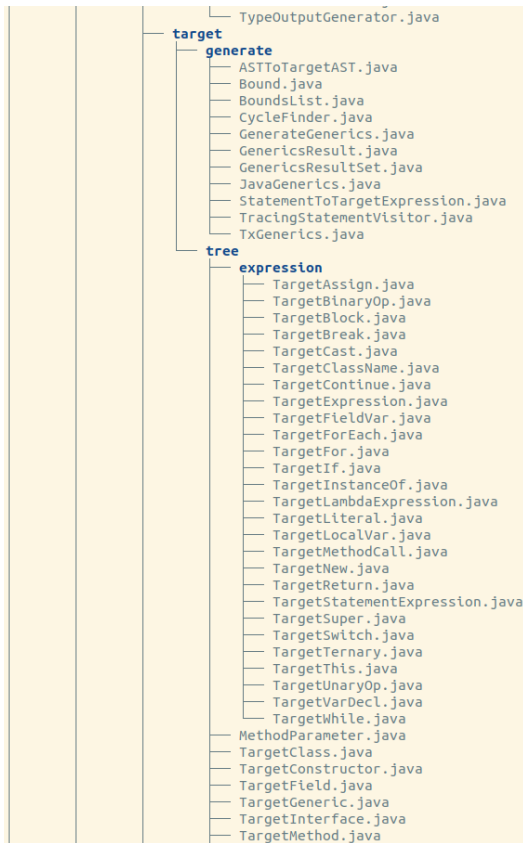 TypeOutputGenerator.java
target
generate
ASTToTargetAST.java
Bound.java
BoundsList.java
CycleFinder.java
GenerateGenerics.java
GenericsResult.java
GenericsResultSet.java
JavaGenerics.java
StatementToTargetExpression.java
TracingStatementVisitor.java
TxGenerics.java
tree
expression
TargetAssign.java
TargetBinaryOp.java
TargetBlock.java
TargetBreak.java
TargetCast.java
TargetClassName.java
TargetContinue.java
TargetExpression.java
TargetFieldVar.java
TargetForEach.java
TargetFor.java
TargetIf.java
TargetInstanceOf.java
TargetLambdaExpression.java
TargetLiteral.java
TargetLocalVar.java
TargetMethodCall.java
TargetNew.java
TargetReturn.java
TargetStatementExpression.java
TargetSuper.java
TargetSwitch.java
TargetTernary.java
TargetThis.java
TargetUnaryOp.java
TargetVarDecl.java
TargetWhile.java
MethodParameter.java
TargetClass.java
TargetConstructor.java
TargetField.java
TargetGeneric.java
TargetInterface.java
TargetMethod.java